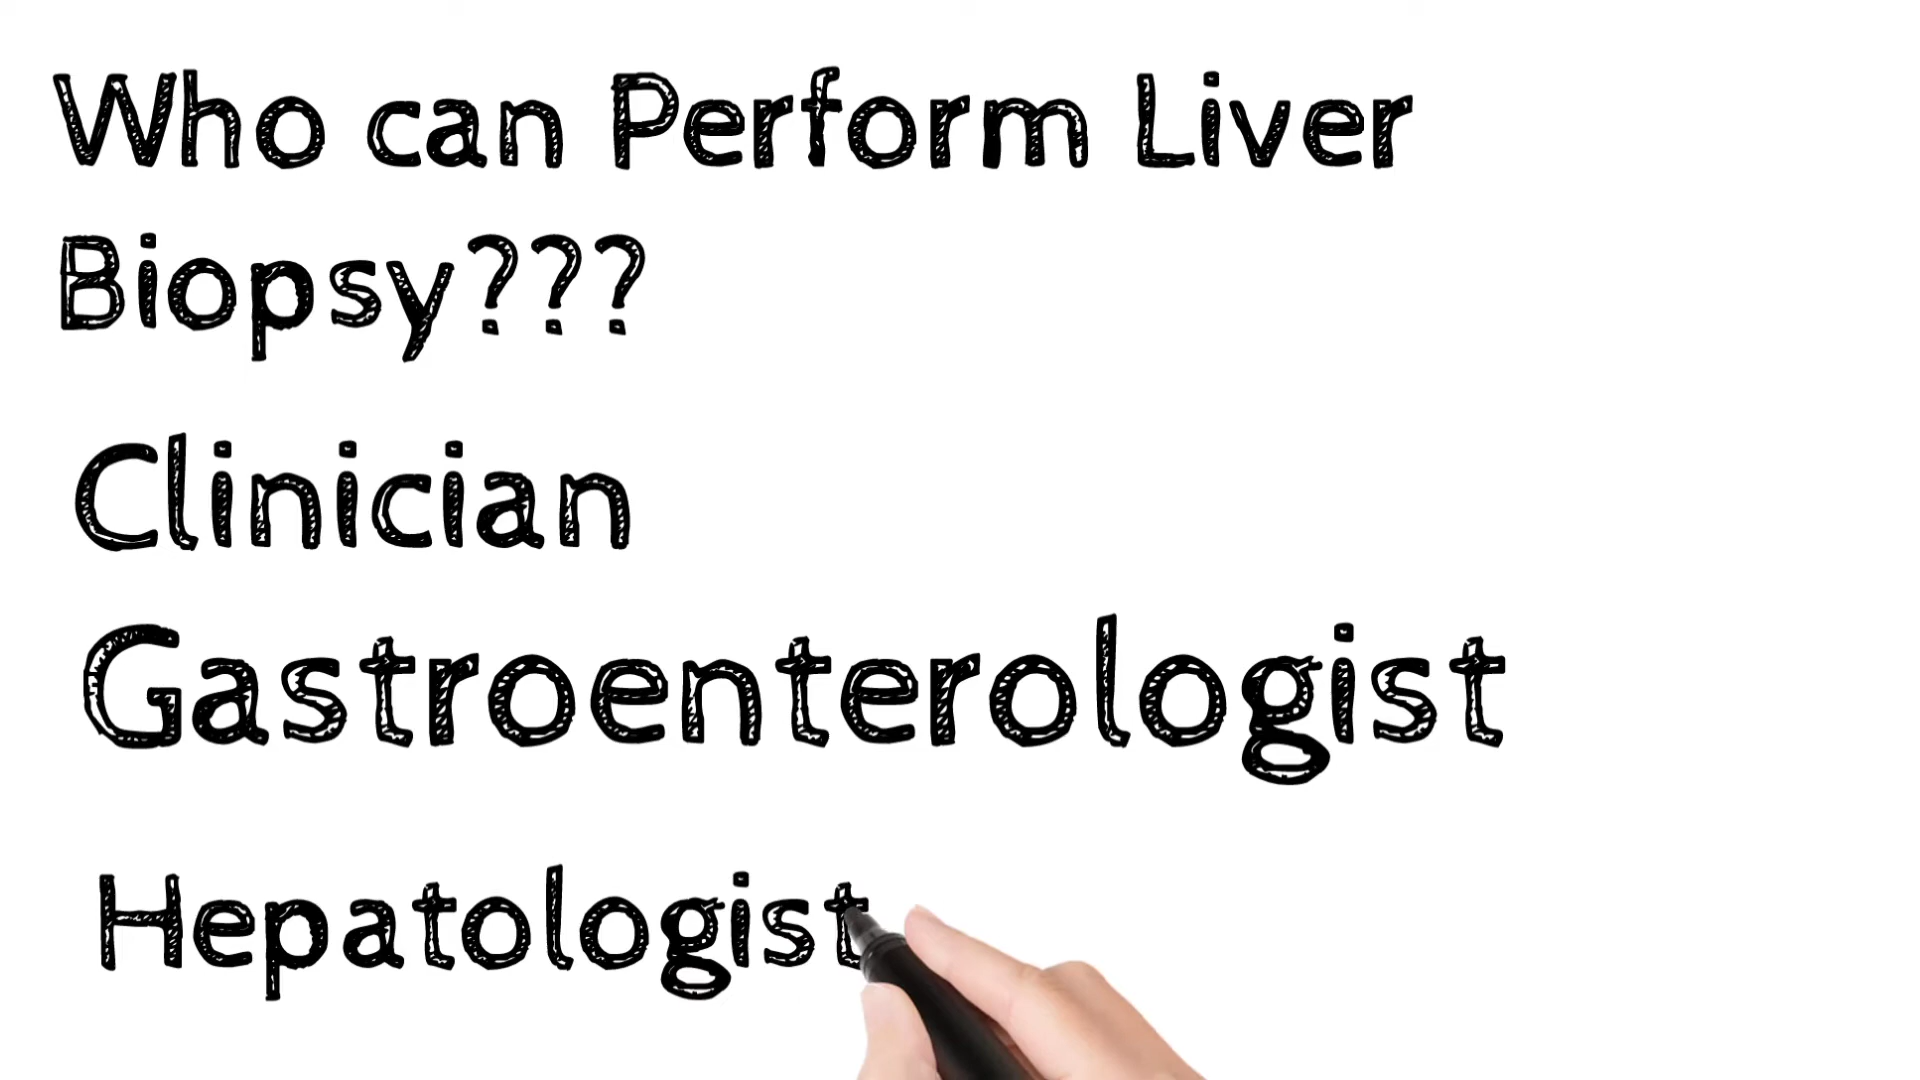 Who can Perform Liver
Biopsy???
Clinician
Gastroenterologist
Hepatologist